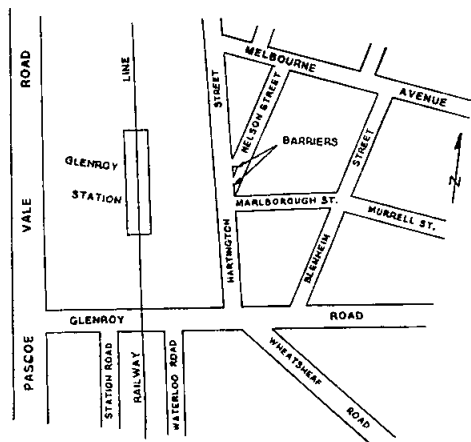 MELBOURNE
AVENUE
ROAD
LINE
STREET
NELSON STREET
BARRIERS
STREET
GLENROY
STATION
N
VALE
MARLBOROUGH ST.
MURRELL ST.
HARTINGTON
BLENHEIM
GLENROY
ROAD
PASCOE
STATION ROAD
RAILWAY
WATERLOO ROAD
WHEATSHEAF
ROAD